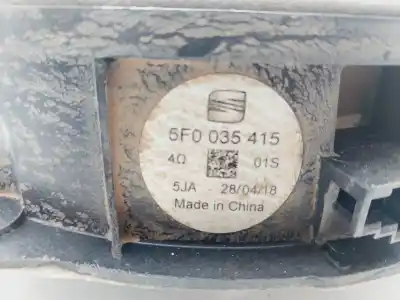 5F0 035 415
4Ω 01S
5JA - 28/04/18
Made in China